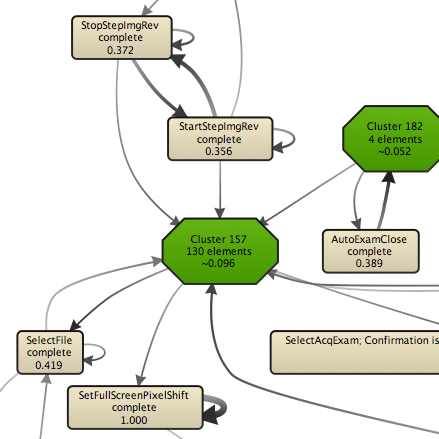 StopStepImgRev
complete
0.372
StartStepImgRev
complete
0.356
Cluster 182
4 elements
~0.052
Cluster 157
130 elements
~0.096
AutoExamClose
complete
0.389
SelectFile
complete
0.419
SelectAcqExam; Confirmation is
SetFullScreenPixelShift
complete
1.000